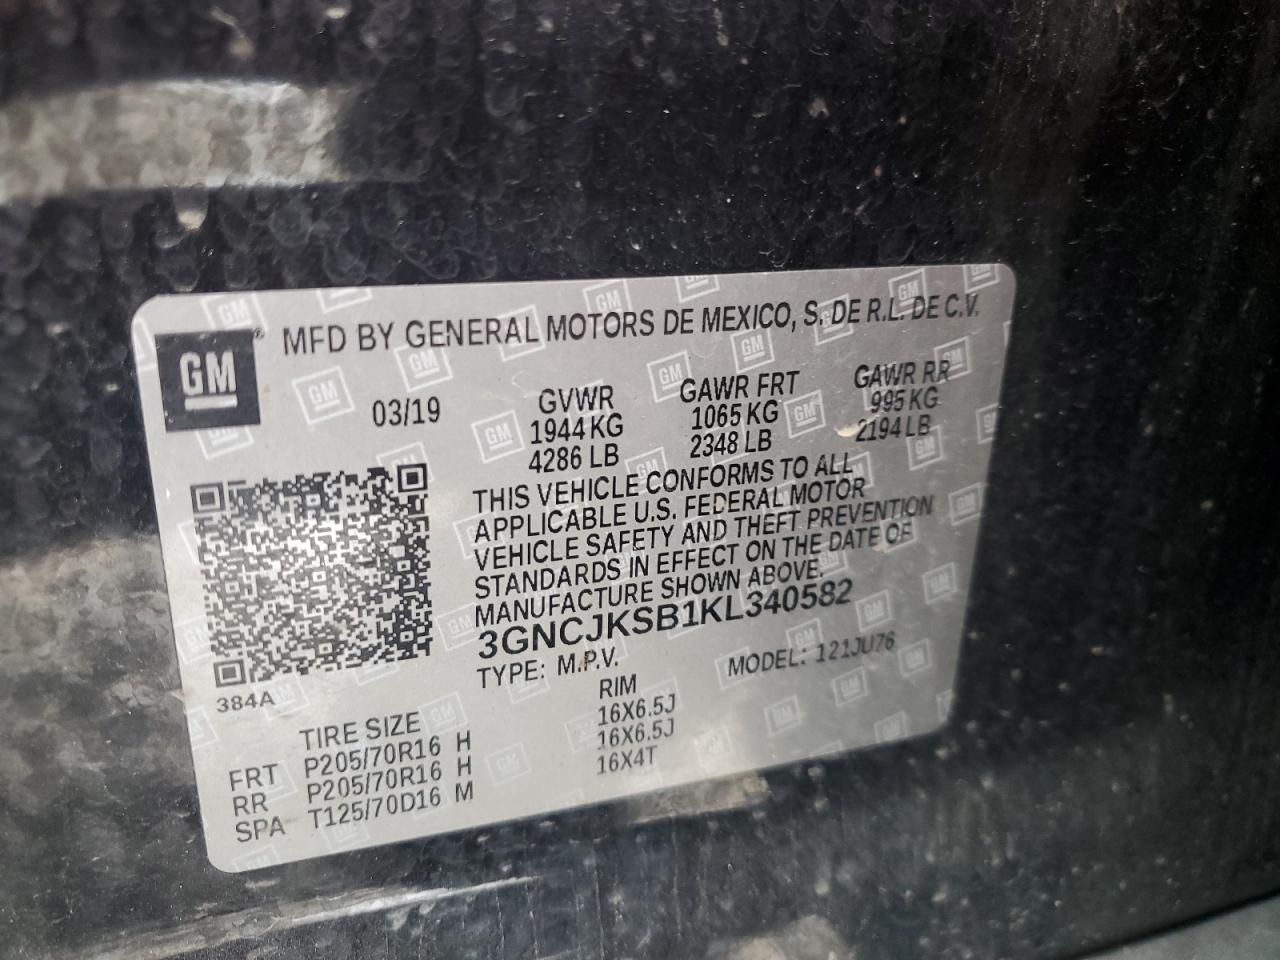 GM ® MFD BY GENERAL MOTORS DE MEXICO, S. DE R.L. DE C.V.
03/19
GVWR GAWR FRT GAWR RR
1944 KG 1065 KG 995 KG
4286 LB 2348 LB 2194 LB
THIS VEHICLE CONFORMS TO ALL
APPLICABLE U.S. FEDERAL MOTOR
VEHICLE SAFETY AND THEFT PREVENTION
STANDARDS IN EFFECT ON THE DATE OF
MANUFACTURE SHOWN ABOVE.
3GNCJKSB1KL340582
TYPE: M.P.V. MODEL: 121JU76
384A
TIRE SIZE RIM
FRT P205/70R16 H 16X6.5J
RR P205/70R16 H 16X6.5J
SPA T125/70D16 M 16X4T